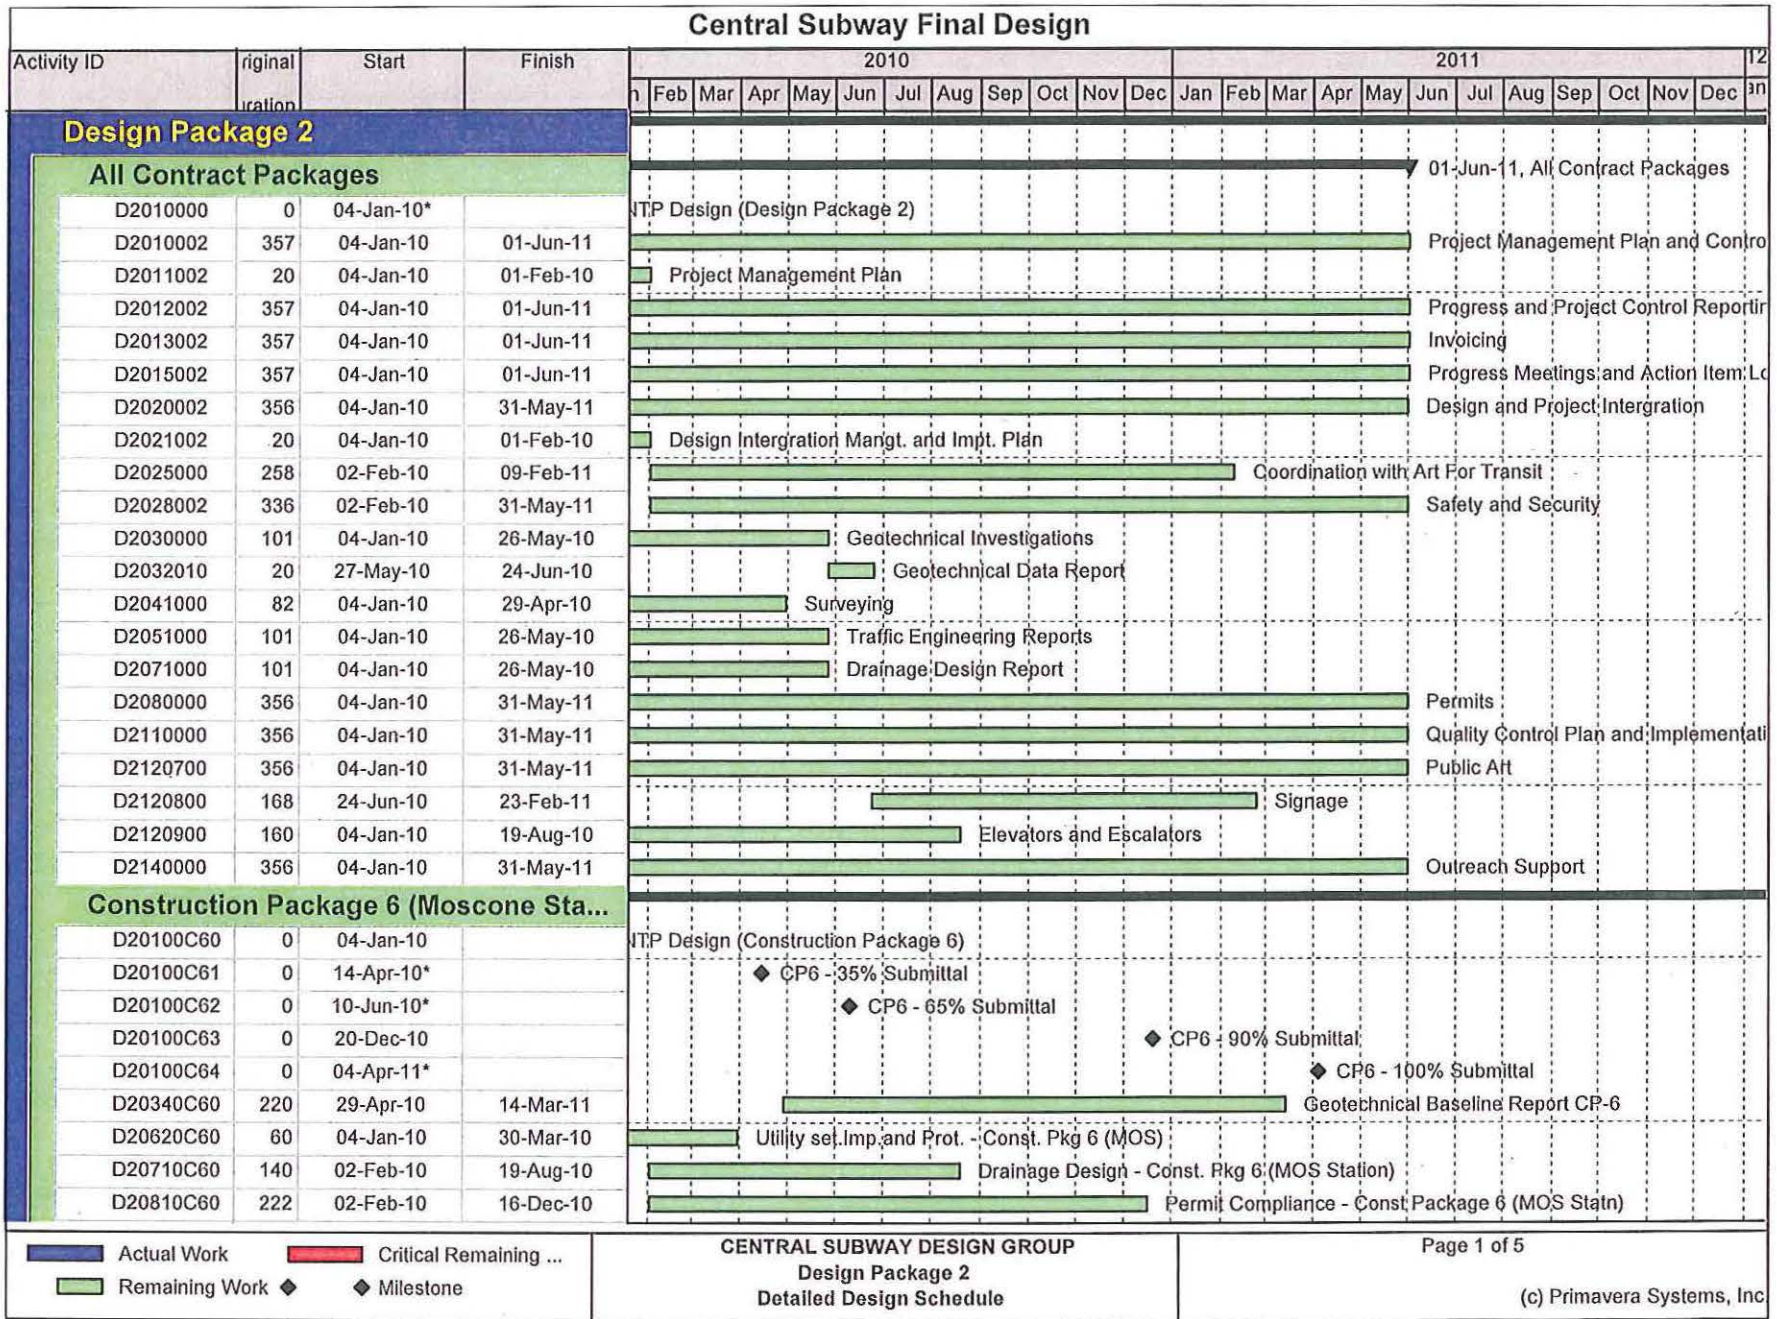 Central Subway Final Design
Activity ID riginal Start Finish 2010 2011 12
uration n Feb Mar Apr May Jun Jul Aug Sep Oct Nov Dec Jan Feb Mar Apr May Jun Jul Aug Sep Oct Nov Dec an
Design Package 2
All Contract Packages 01-Jun-11, All Contract Packages
D2010000 0 04-Jan-10* NTP Design (Design Package 2)
D2010002 357 04-Jan-10 01-Jun-11 Project Management Plan and Contro
D2011002 20 04-Jan-10 01-Feb-10 Project Management Plan
D2012002 357 04-Jan-10 01-Jun-11 Progress and Project Control Reportin
D2013002 357 04-Jan-10 01-Jun-11 Invoicing
D2015002 357 04-Jan-10 01-Jun-11 Progress Meetings and Action Item Lo
D2020002 356 04-Jan-10 31-May-11 Design and Project Intergration
D2021002 20 04-Jan-10 01-Feb-10 Design Intergration Mangt. and Impt. Plan
D2025000 258 02-Feb-10 09-Feb-11 Coordination with Art For Transit
D2028002 336 02-Feb-10 31-May-11 Safety and Security
D2030000 101 04-Jan-10 26-May-10 Geotechnical Investigations
D2032010 20 27-May-10 24-Jun-10 Geotechnical Data Report
D2041000 82 04-Jan-10 29-Apr-10 Surveying
D2051000 101 04-Jan-10 26-May-10 Traffic Engineering Reports
D2071000 101 04-Jan-10 26-May-10 Drainage Design Report
D2080000 356 04-Jan-10 31-May-11 Permits
D2110000 356 04-Jan-10 31-May-11 Quality Control Plan and Implementati
D2120700 356 04-Jan-10 31-May-11 Public Art
D2120800 168 24-Jun-10 23-Feb-11 Signage
D2120900 160 04-Jan-10 19-Aug-10 Elevators and Escalators
D2140000 356 04-Jan-10 31-May-11 Outreach Support
Construction Package 6 (Moscone Sta...
D20100C60 0 04-Jan-10 NTP Design (Construction Package 6)
D20100C61 0 14-Apr-10* CP6 - 35% Submittal
D20100C62 0 10-Jun-10* CP6 - 65% Submittal
D20100C63 0 20-Dec-10 CP6 - 90% Submittal
D20100C64 0 04-Apr-11* CP6 - 100% Submittal
D20340C60 220 29-Apr-10 14-Mar-11 Geotechnical Baseline Report CP-6
D20620C60 60 04-Jan-10 30-Mar-10 Utility set.Imp.and Prot. - Const. Pkg 6 (MOS)
D20710C60 140 02-Feb-10 19-Aug-10 Drainage Design - Const. Pkg 6 (MOS Station)
D20810C60 222 02-Feb-10 16-Dec-10 Permit Compliance - Const Package 6 (MOS Statn)
Actual Work Critical Remaining ...
Remaining Work Milestone
CENTRAL SUBWAY DESIGN GROUP
Design Package 2
Detailed Design Schedule
Page 1 of 5
(c) Primavera Systems, Inc